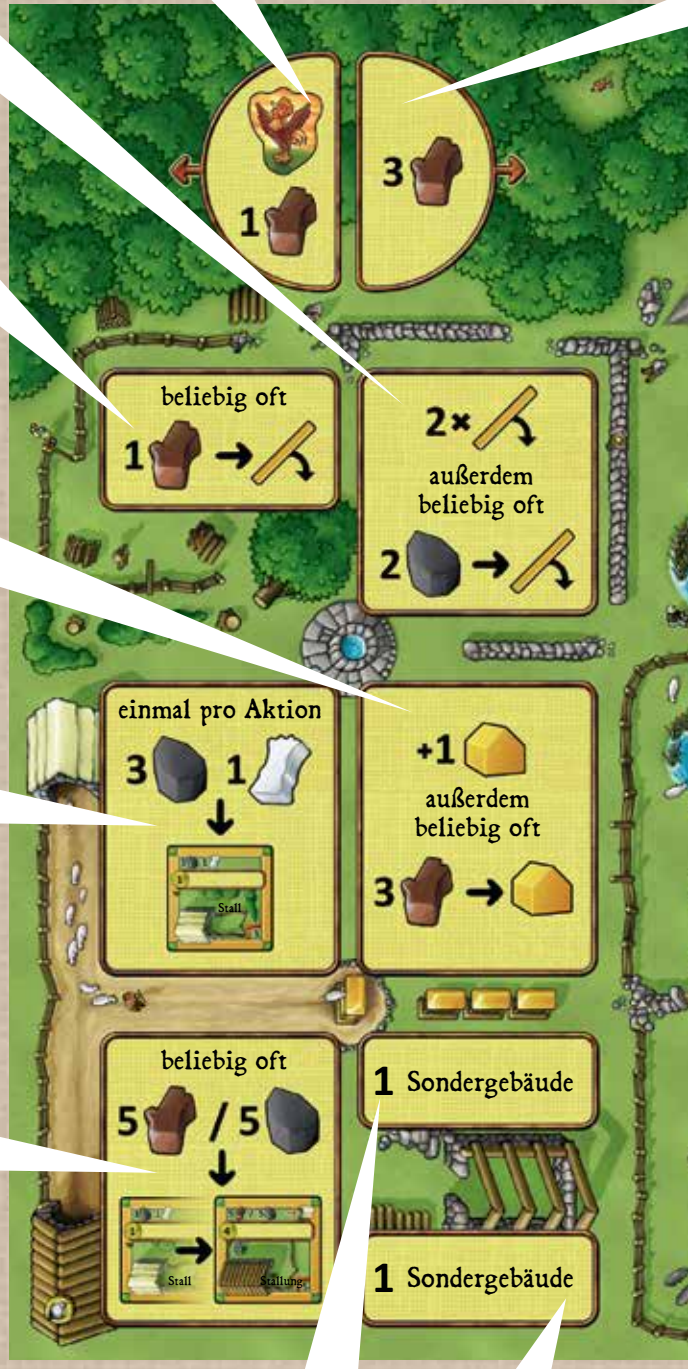 1
3
beliebig oft
1
2×
außerdem
beliebig oft
2
einmal pro Aktion
3 1
Stall
+1
außerdem
beliebig oft
3
beliebig oft
5 / 5
Stall
Stallung
1 Sondergebäude
1 Sondergebäude